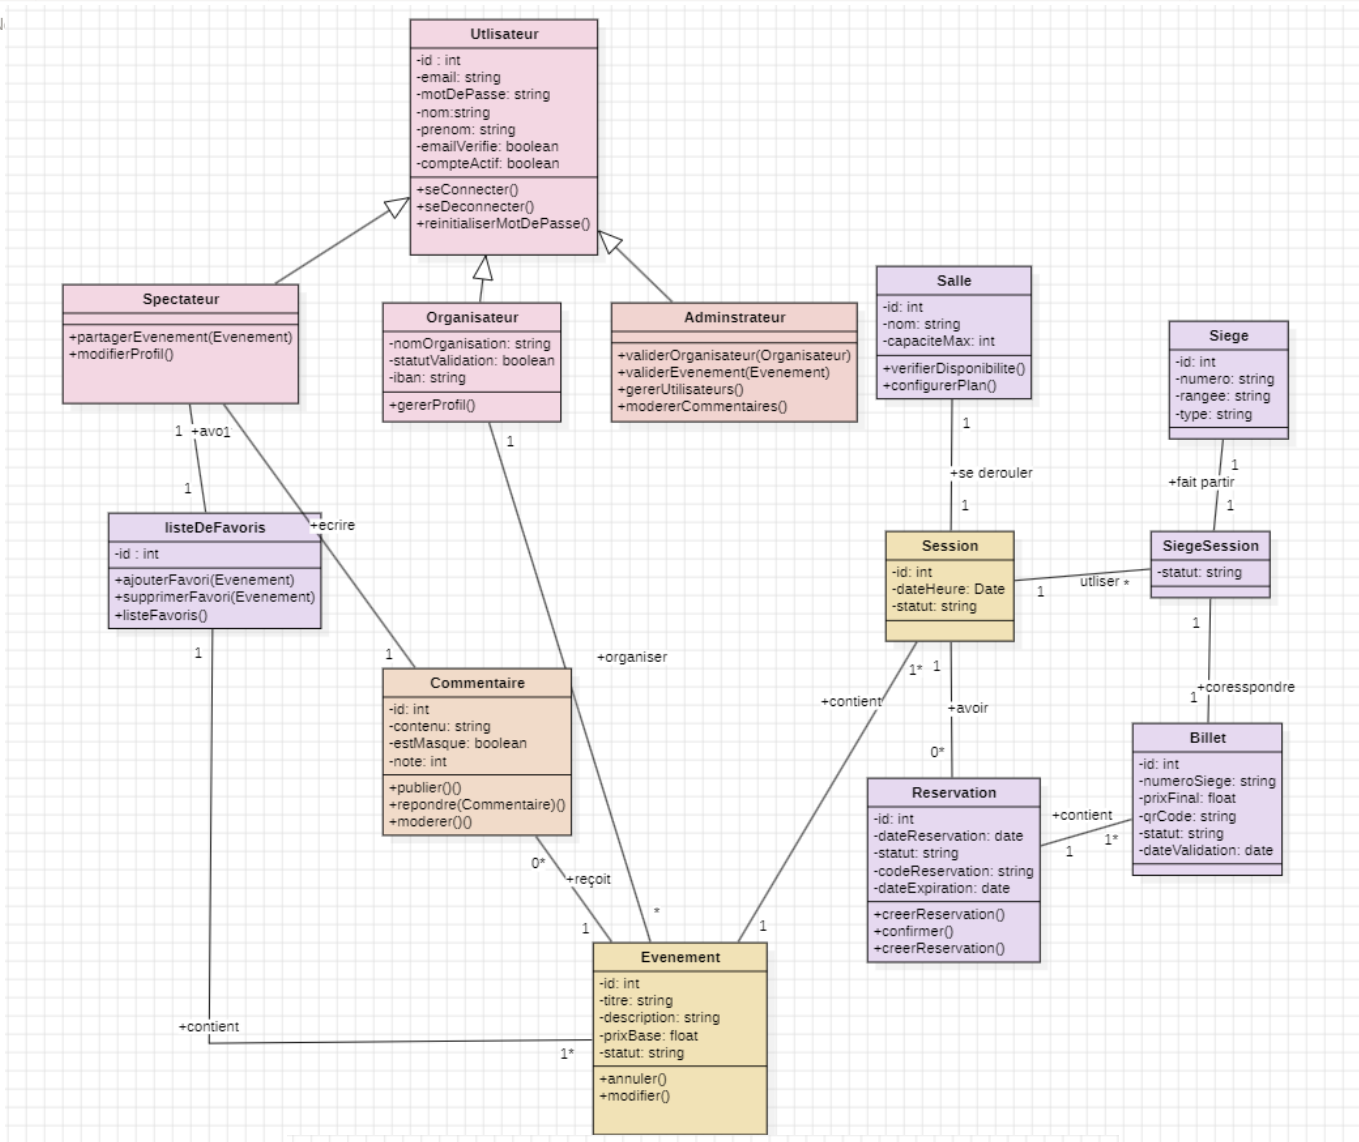 Utlisateur
-id : int
-email: string
-motDePasse: string
-nom:string
-prenom: string
-emailVerifie: boolean
-compteActif: boolean
+seConnecter()
+seDeconnecter()
+reinitialiserMotDePasse()
Spectateur
+partagerEvenement(Evenement)
+modifierProfil()
Organisateur
-nomOrganisation: string
-statutValidation: boolean
-iban: string
+gererProfil()
Adminstrateur
+validerOrganisateur(Organisateur)
+validerEvenement(Evenement)
+gererUtilisateurs()
+modererCommentaires()
Salle
-id: int
-nom: string
-capaciteMax: int
+verifierDisponibilite()
+configurerPlan()
Siege
-id: int
-numero: string
-rangee: string
-type: string
1
+avo
1
1
1
1
+se derouler
1
1
+fait partir
1
listeDeFavoris
-id : int
+ajouterFavori(Evenement)
+supprimerFavori(Evenement)
+listeFavoris()
+ecrire
1
Session
-id: int
-dateHeure: Date
-statut: string
1
utliser
*
SiegeSession
-statut: string
1
1
+organiser
Commentaire
-id: int
-contenu: string
-estMasque: boolean
-note: int
+publier()()
+repondre(Commentaire)()
+moderer()()
+contient
1*
1
+avoir
0*
+coresspondre
1
Billet
-id: int
-numeroSiege: string
-prixFinal: float
-qrCode: string
-statut: string
-dateValidation: date
Reservation
-id: int
-dateReservation: date
-statut: string
-codeReservation: string
-dateExpiration: date
+creerReservation()
+confirmer()
+creerReservation()
+contient
1*
1
0*
+reçoit
1
*
1
Evenement
-id: int
-titre: string
-description: string
-prixBase: float
-statut: string
+annuler()
+modifier()
+contient
1*